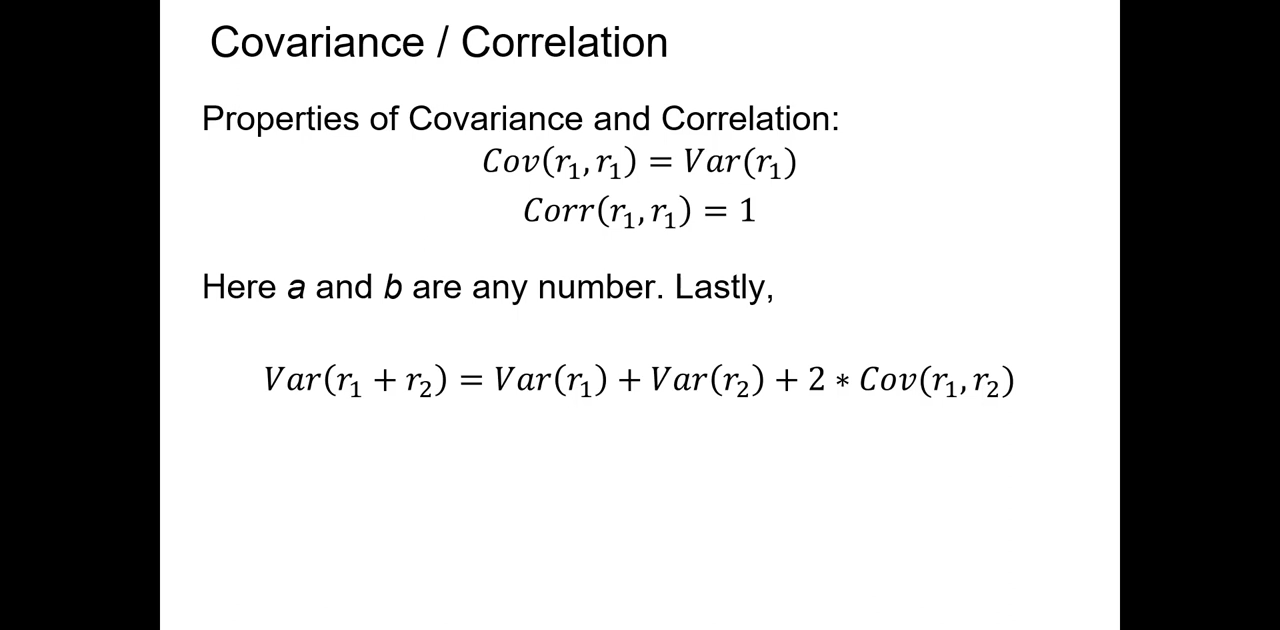 Covariance / Correlation
Properties of Covariance and Correlation:
𝐶𝑜𝑣(𝑟₁, 𝑟₁) = 𝑉𝑎𝑟(𝑟₁)
𝐶𝑜𝑟𝑟(𝑟₁, 𝑟₁) = 1
Here a and b are any number. Lastly,
𝑉𝑎𝑟(𝑟₁ + 𝑟₂) = 𝑉𝑎𝑟(𝑟₁) + 𝑉𝑎𝑟(𝑟₂) + 2 ∗ 𝐶𝑜𝑣(𝑟₁, 𝑟₂)